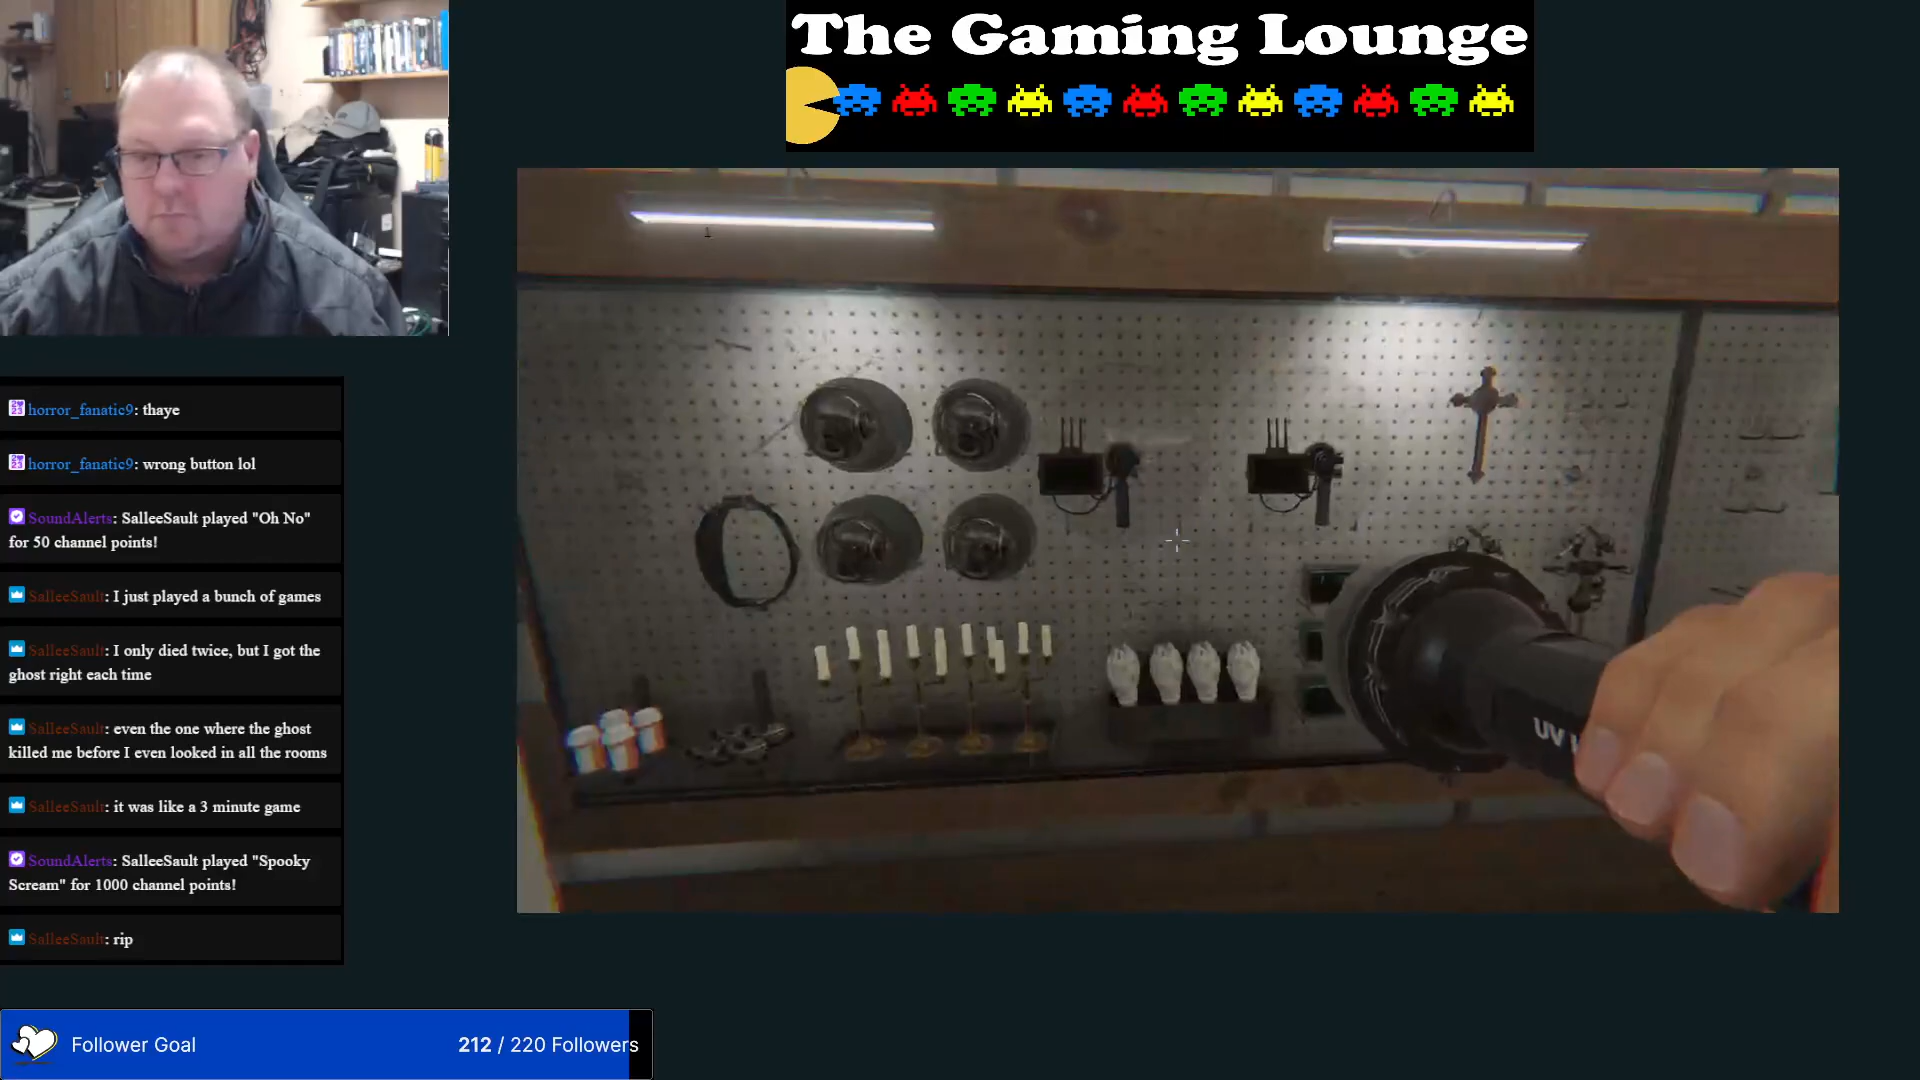 The Gaming Lounge
horror_fanatic9: thaye
horror_fanatic9: wrong button lol
SoundAlerts: SalleeSault played "Oh No"
for 50 channel points!
SalleeSault: I just played a bunch of games
SalleeSault: I only died twice, but I got the
ghost right each time
SalleeSault: even the one where the ghost
killed me before I even looked in all the rooms
SalleeSault: it was like a 3 minute game
SoundAlerts: SalleeSault played "Spooky
Scream" for 1000 channel points!
SalleeSault: rip
UV
Follower Goal
212 / 220 Followers